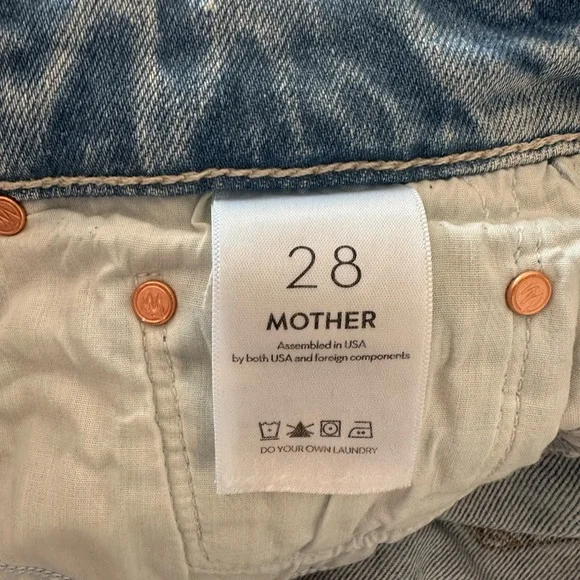 28
MOTHER
Assembled in USA
by both USA and foreign components
DO YOUR OWN LAUNDRY